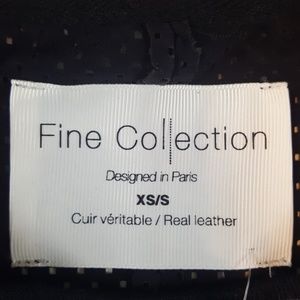 Fine Collection
Designed in Paris
XS/S
Cuir véritable / Real leather